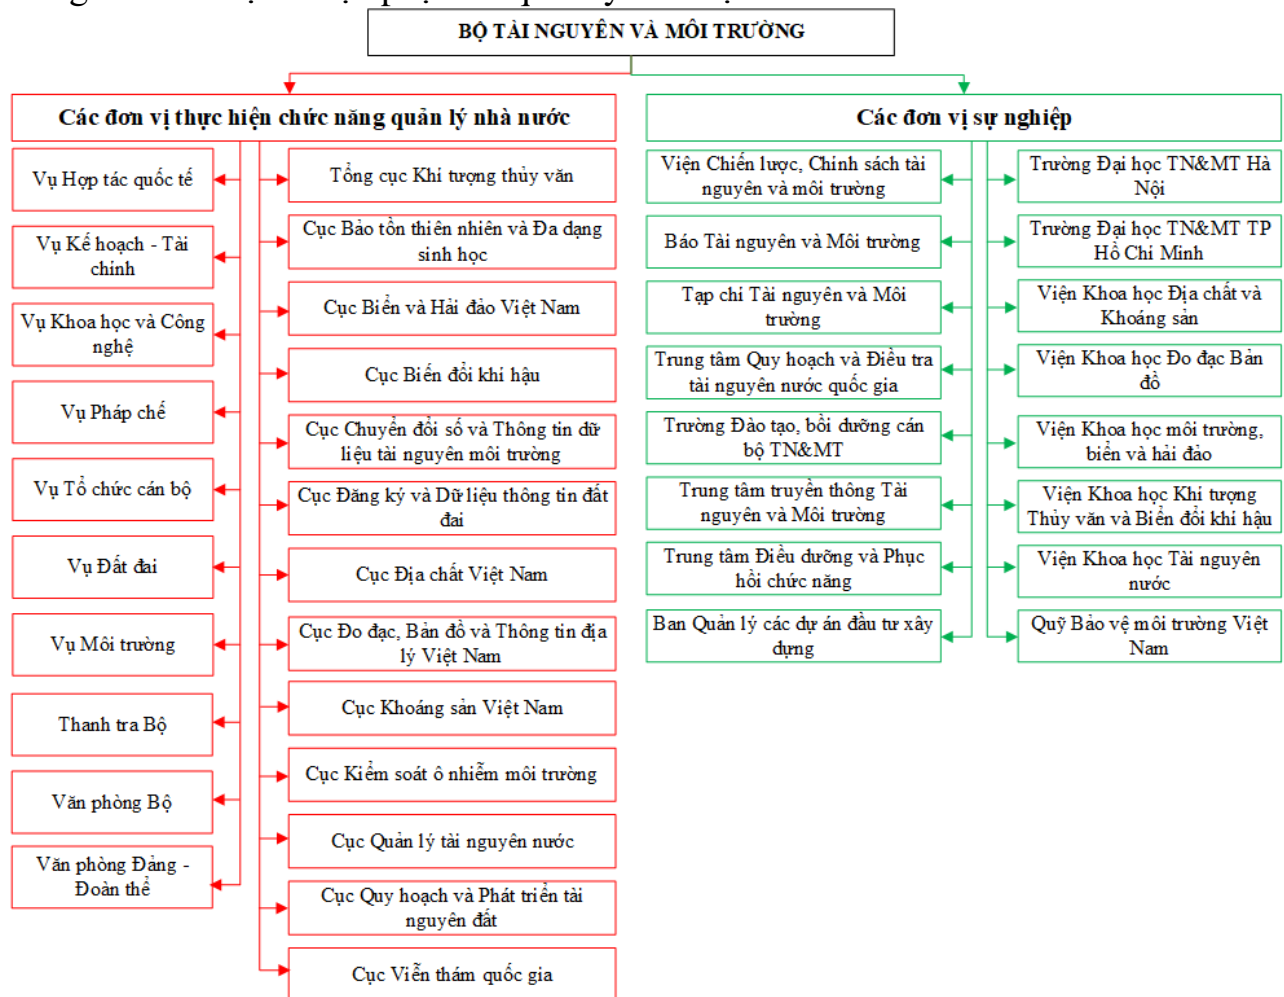 BỘ TÀI NGUYÊN VÀ MÔI TRƯỜNG
Các đơn vị thực hiện chức năng quản lý nhà nước
Vụ Hợp tác quốc tế
Vụ Kế hoạch - Tài
chính
Vụ Khoa học và Công
nghệ
Vụ Pháp chế
Vụ Tổ chức cán bộ
Vụ Đất đai
Vụ Môi trường
Thanh tra Bộ
Văn phòng Bộ
Văn phòng Đảng -
Đoàn thể
Tổng cục Khí tượng thủy văn
Cục Bảo tồn thiên nhiên và Đa dạng
sinh học
Cục Biển và Hải đảo Việt Nam
Cục Biến đổi khí hậu
Cục Chuyển đổi số và Thông tin dữ
liệu tài nguyên môi trường
Cục Đăng ký và Dữ liệu thông tin đất
đai
Cục Địa chất Việt Nam
Cục Đo đạc, Bản đồ và Thông tin địa
lý Việt Nam
Cục Khoáng sản Việt Nam
Cục Kiểm soát ô nhiễm môi trường
Cục Quản lý tài nguyên nước
Cục Quy hoạch và Phát triển tài
nguyên đất
Cục Viễn thám quốc gia
Các đơn vị sự nghiệp
Viện Chiến lược, Chính sách tài
nguyên và môi trường
Báo Tài nguyên và Môi trường
Tạp chí Tài nguyên và Môi
trường
Trung tâm Quy hoạch và Điều tra
tài nguyên nước quốc gia
Trường Đào tạo, bồi dưỡng cán
bộ TN&MT
Trung tâm truyền thông Tài
nguyên và Môi trường
Trung tâm Điều dưỡng và Phục
hồi chức năng
Ban Quản lý các dự án đầu tư xây
dựng
Trường Đại học TN&MT Hà
Nội
Trường Đại học TN&MT TP
Hồ Chí Minh
Viện Khoa học Địa chất và
Khoáng sản
Viện Khoa học Đo đạc Bản
đồ
Viện Khoa học môi trường,
biển và hải đảo
Viện Khoa học Khí tượng
Thủy văn và Biển đổi khí hậu
Viện Khoa học Tài nguyên
nước
Quỹ Bảo vệ môi trường Việt
Nam